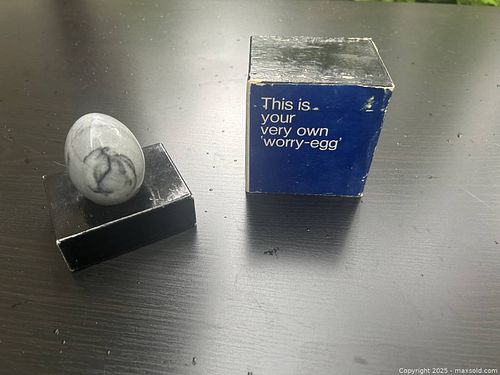 This is
your
very own
'worry-egg'
Copyright 2025 - maxsold.com